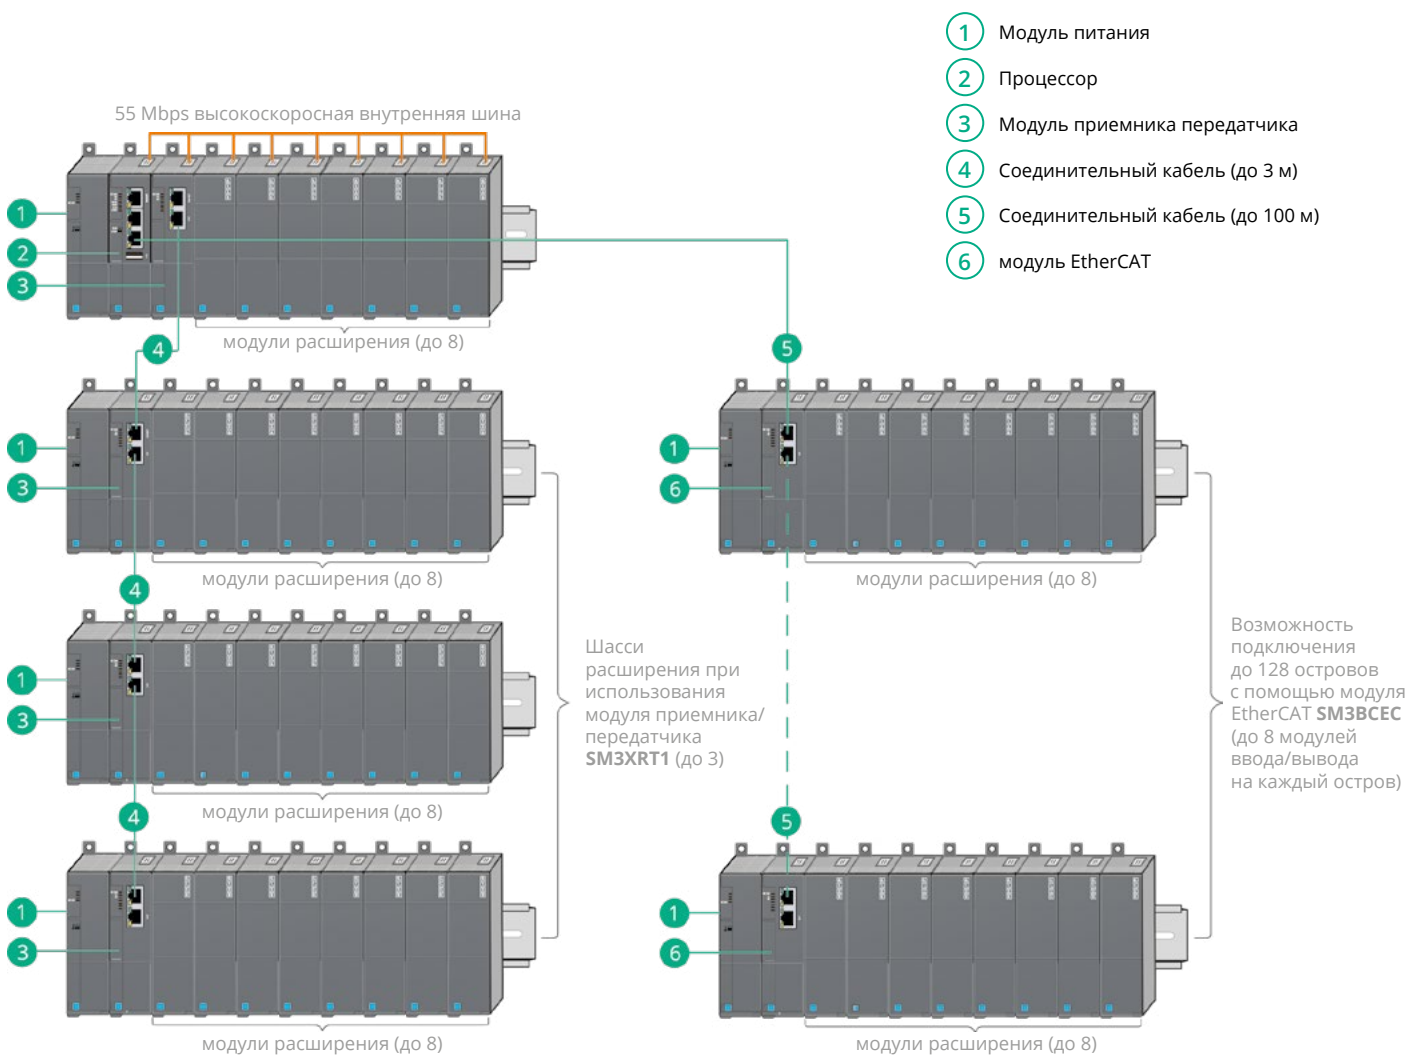 1 Модуль питания
2 Процессор
3 Модуль приемника передатчика
4 Соединительный кабель (до 3 м)
5 Соединительный кабель (до 100 м)
6 модуль EtherCAT
55 Mbps высокоскоросная внутренняя шина
1
2
3
модули расширения (до 8)
4
5
1
3
модули расширения (до 8)
1
6
модули расширения (до 8)
4
1
3
модули расширения (до 8)
Шасси
расширения при
использования
модуля приемника/
передатчика
SM3XRT1 (до 3)
Возможность
подключения
до 128 островов
с помощью модуля
EtherCAT SM3BCEC
(до 8 модулей
ввода/вывода
на каждый остров)
4
5
1
3
модули расширения (до 8)
1
6
модули расширения (до 8)